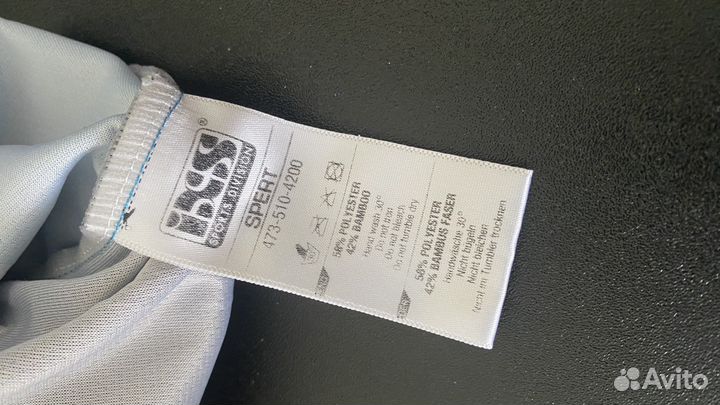 iXS
®
SPORTS DIVISION
SPERT
473-510-4200
58% POLYESTER
42% BAMBOO
Hand wash 30°
Do not iron
Do not bleach
Do not tumble dry
58% POLYESTER
42% BAMBUS FASER
Handwäsche 30°
Nicht bügeln
Nicht bleichen
Nicht im Tumbler trocknen
Avito